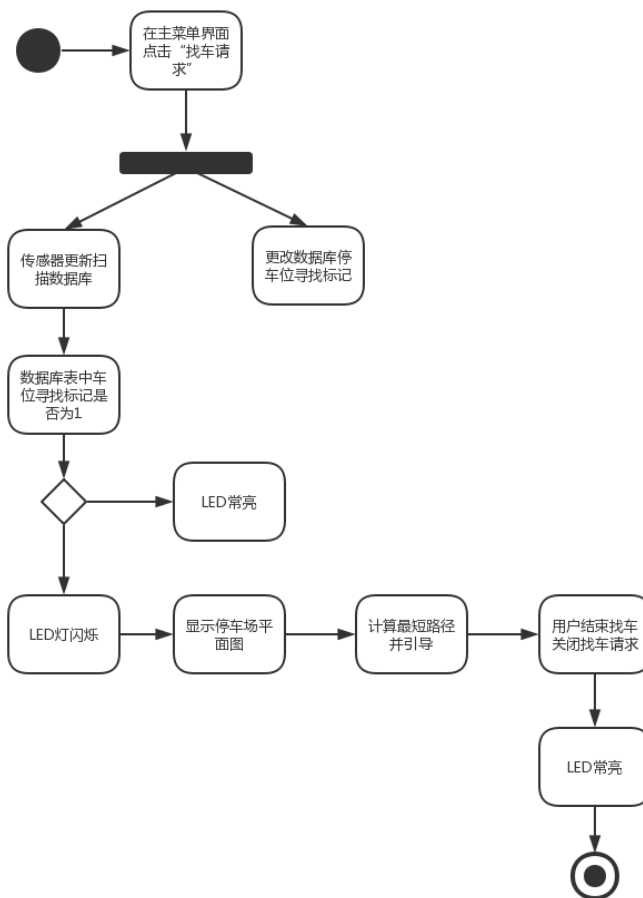 在主菜单界面
点击“找车请
求”
传感器更新扫
描数据库
更改数据库停
车位寻找标记
数据库表中车
位寻找标记是
否为1
LED常亮
LED灯闪烁
显示停车场平
面图
计算最短路径
并引导
用户结束找车
关闭找车请求
LED常亮